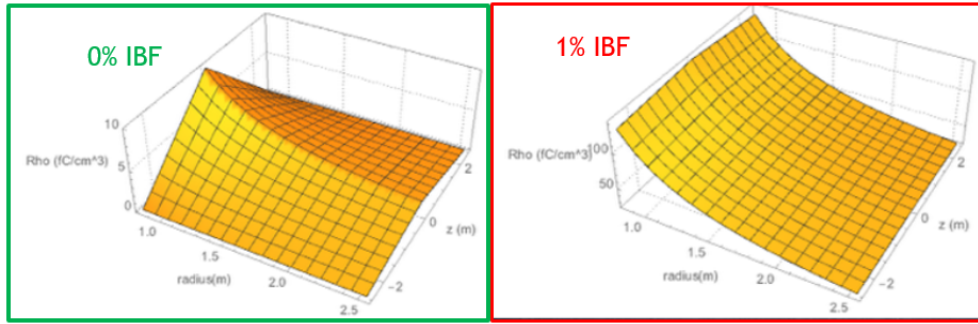 0% IBF
10
5
0
Rho (fC/cm^3)
1.0
1.5
2.0
2.5
radius(m)
2
0
−2
z (m)
1% IBF
100
50
Rho (fC/cm^3)
1.0
1.5
2.0
2.5
radius(m)
2
0
−2
z (m)